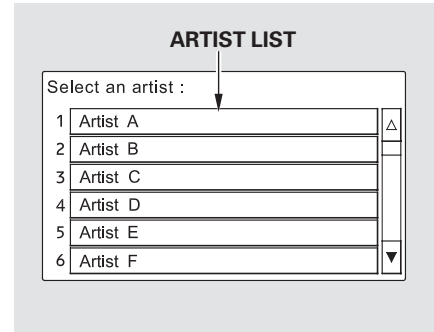 ARTIST LIST
Select an artist :
1 Artist A
2 Artist B
3 Artist C
4 Artist D
5 Artist E
6 Artist F